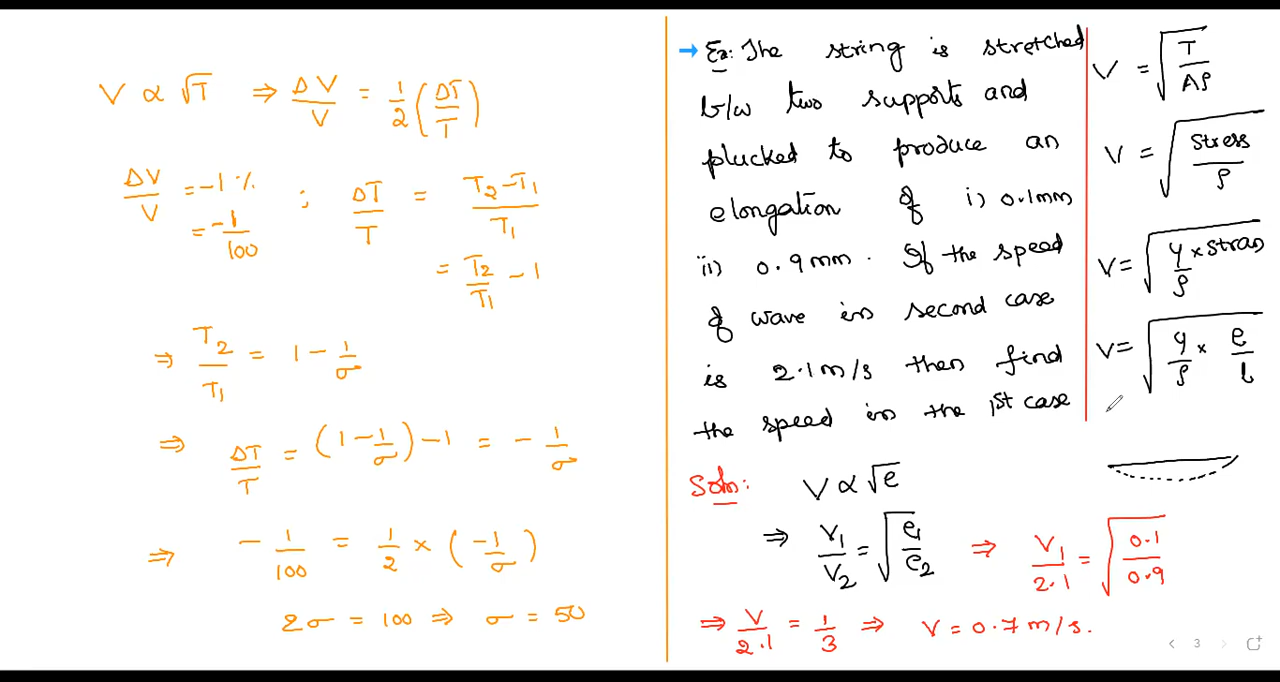 V ∝ √T ⇒ ΔV/V = 1/2 (ΔT/T)
ΔV/V = -1% ; ΔT/T = T2-T1/T1
= -1/100
= T2/T1 - 1
⇒ T2/T1 = 1 - 1/σ
⇒ ΔT/T = (1 - 1/σ) - 1 = - 1/σ
⇒ - 1/100 = 1/2 × (-1/σ)
2σ = 100 ⇒ σ = 50
→ Ex: The string is stretched
b/w two supports and
plucked to produce an
elongation of i) 0.1mm
ii) 0.9mm. If the speed
of wave in second case
is 2.1m/s then find
the speed in the 1st case
Soln: V ∝ √e
⇒ V1/V2 = √e1/e2 ⇒ V1/2.1 = √0.1/0.9
⇒ V/2.1 = 1/3 ⇒ V = 0.7m/s.
V = √T/Aρ
V = √Stress/ρ
V = √Y/ρ × Stran
V = √Y/ρ × e/l
3